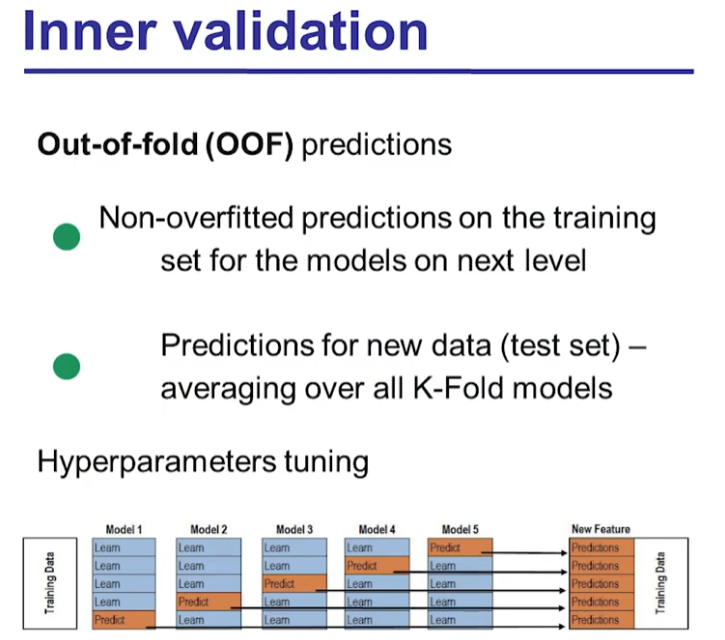 Inner validation
Out-of-fold (OOF) predictions
Non-overfitted predictions on the training
set for the models on next level
Predictions for new data (test set) –
averaging over all K-Fold models
Hyperparameters tuning
Model 1 Model 2 Model 3 Model 4 Model 5 New Feature
Training Data
Learn Learn Learn Learn Predict Predictions
Learn Learn Learn Predict Learn Predictions
Learn Learn Predict Learn Learn Predictions
Learn Predict Learn Learn Learn Predictions
Predict Learn Learn Learn Learn Predictions
Training Data